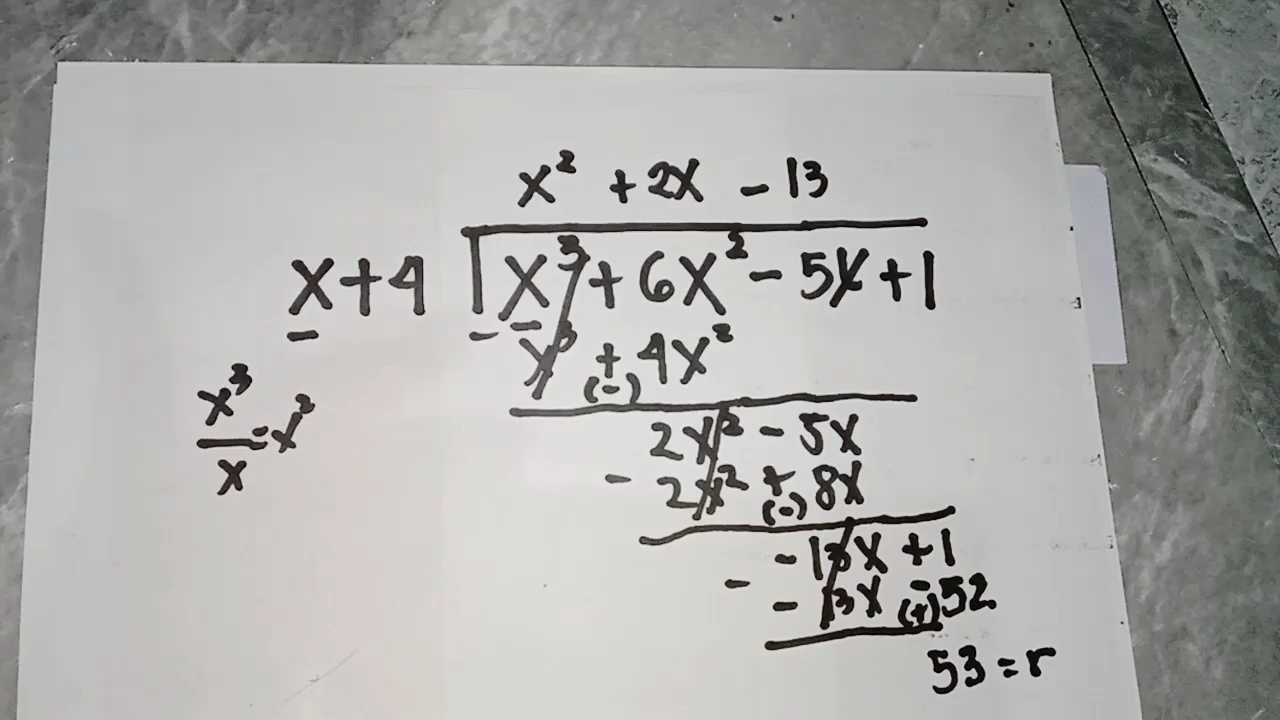 x² + 2x - 13
x + 4 | x³ + 6x² - 5x + 1
- x³ + 4x²
(-)
2x² - 5x
- 2x² + 8x
(-)
- 13x + 1
- - 13x - 52
(+)
53 = r
x³/x = x²